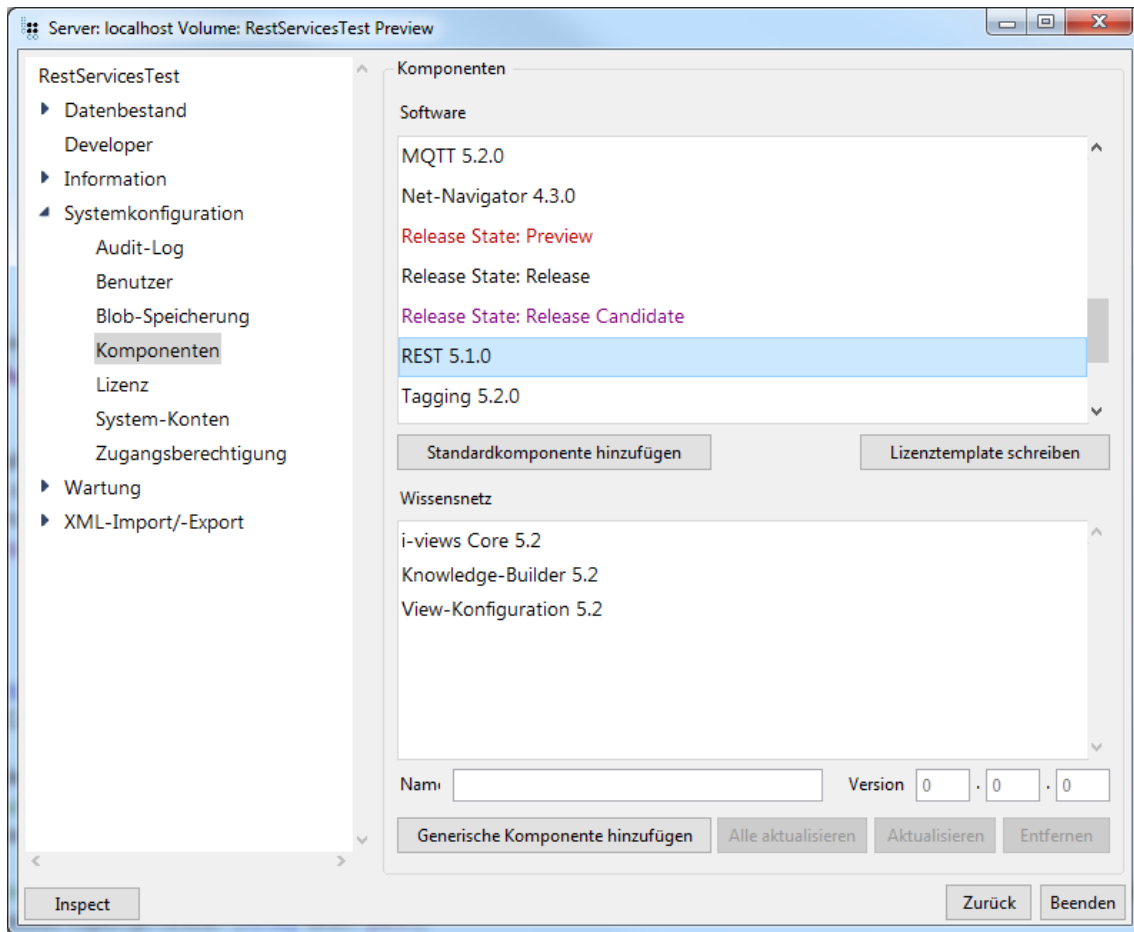 Server: localhost Volume: RestServicesTest Preview
RestServicesTest
Datenbestand
Developer
Information
Systemkonfiguration
Audit-Log
Benutzer
Blob-Speicherung
Komponenten
Lizenz
System-Konten
Zugangsberechtigung
Wartung
XML-Import/-Export
Komponenten
Software
MQTT 5.2.0
Net-Navigator 4.3.0
Release State: Preview
Release State: Release
Release State: Release Candidate
REST 5.1.0
Tagging 5.2.0
Standardkomponente hinzufügen Lizenztemplate schreiben
Wissensnetz
i-views Core 5.2
Knowledge-Builder 5.2
View-Konfiguration 5.2
Nam Version 0 . 0 . 0
Generische Komponente hinzufügen Alle aktualisieren Aktualisieren Entfernen
Inspect Zurück Beenden